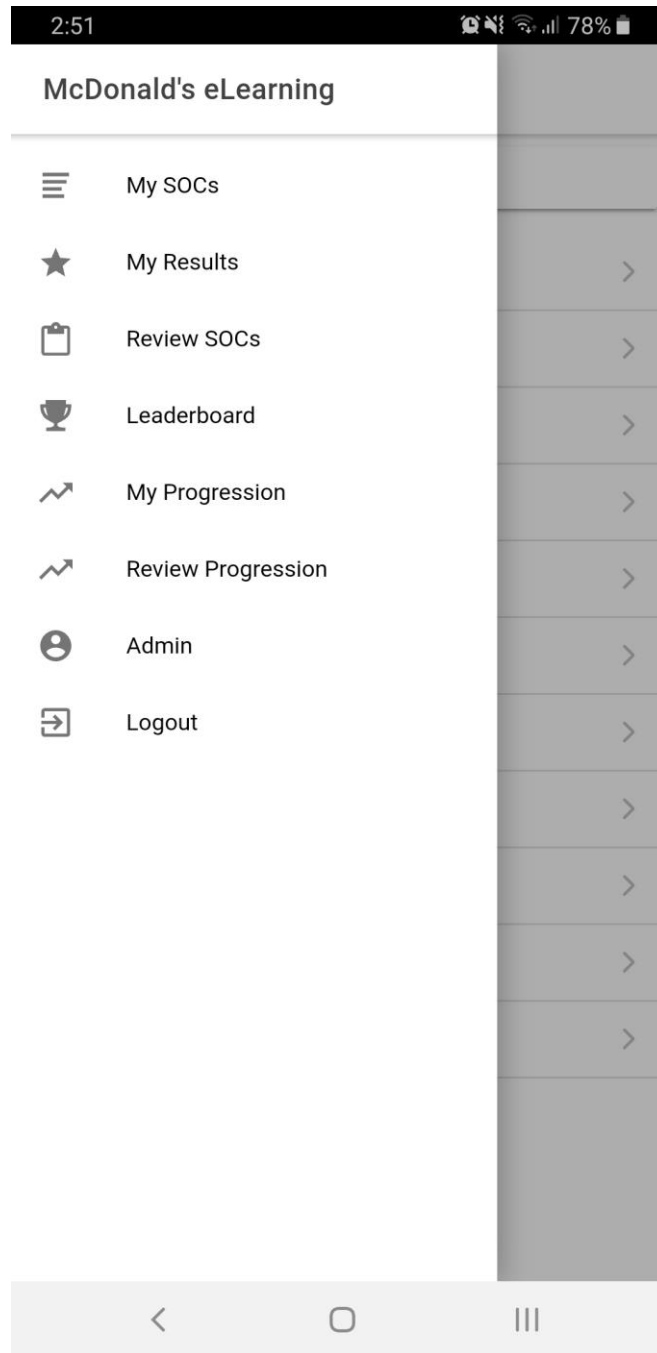 2:51 78%
McDonald's eLearning
My SOCs
My Results
Review SOCs
Leaderboard
My Progression
Review Progression
Admin
Logout